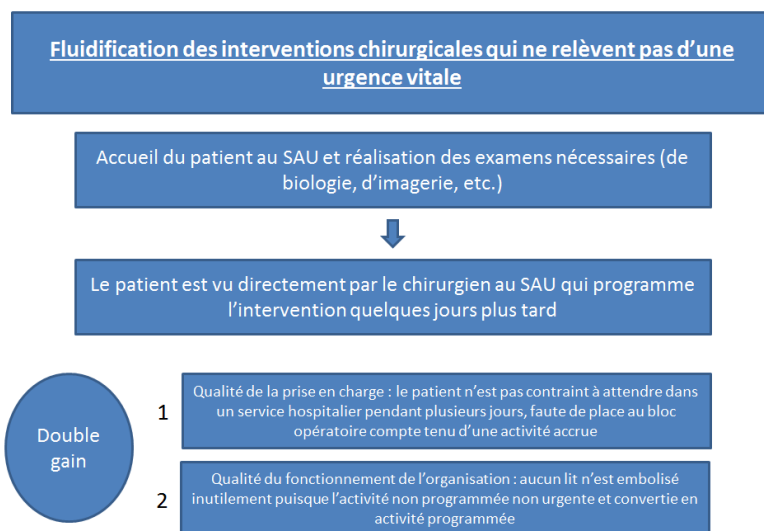 Fluidification des interventions chirurgicales qui ne relèvent pas d’une
urgence vitale
Accueil du patient au SAU et réalisation des examens nécessaires (de
biologie, d’imagerie, etc.)
Le patient est vu directement par le chirurgien au SAU qui programme
l’intervention quelques jours plus tard
Double
gain
1
Qualité de la prise en charge : le patient n’est pas contraint à attendre dans
un service hospitalier pendant plusieurs jours, faute de place au bloc
opératoire compte tenu d’une activité accrue
2
Qualité du fonctionnement de l’organisation : aucun lit n’est embolisé
inutilement puisque l’activité non programmée non urgente et convertie en
activité programmée